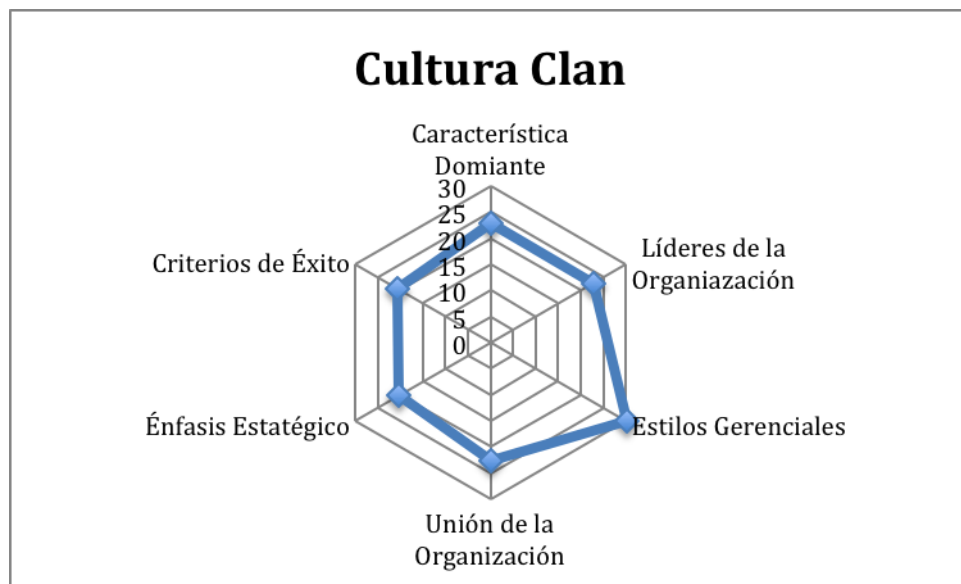 Cultura Clan
Característica
Domiante
30
25
20
15
10
5
0
Líderes de la
Organiazación
Estilos Gerenciales
Unión de la
Organización
Énfasis Estatégico
Criterios de Éxito